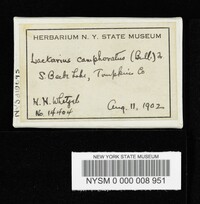 HERBARIUM N. Y. STATE MUSEUM
Lactarius camphoratus (Bull)
S. Beck Lake, Tompkins Co
H. H. Whetzel
Aug. 11, 1902
No. 14404
NEW YORK STATE MUSEUM
NYSM 0 000 008 951